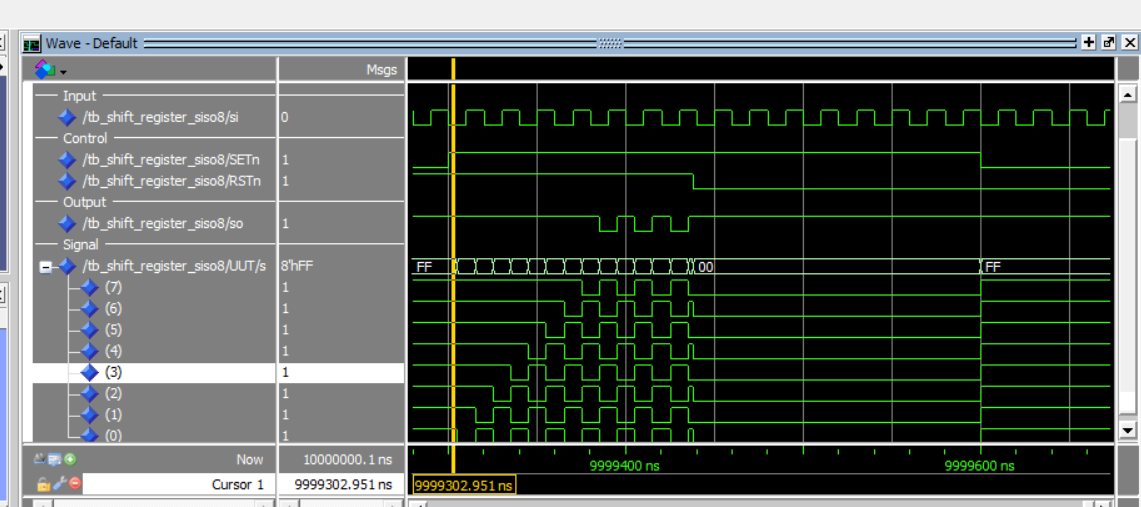 Wave - Default
Msgs
Input
/tb_shift_register_siso8/si 0
Control
/tb_shift_register_siso8/SETn 1
/tb_shift_register_siso8/RSTn 1
Output
/tb_shift_register_siso8/so 1
Signal
/tb_shift_register_siso8/UUT/s 8'hFF FF 00 FF
(7) 1
(6) 1
(5) 1
(4) 1
(3) 1
(2) 1
(1) 1
(0) 1
Now 10000000.1 ns 9999400 ns 9999600 ns
Cursor 1 9999302.951 ns 9999302.951 ns